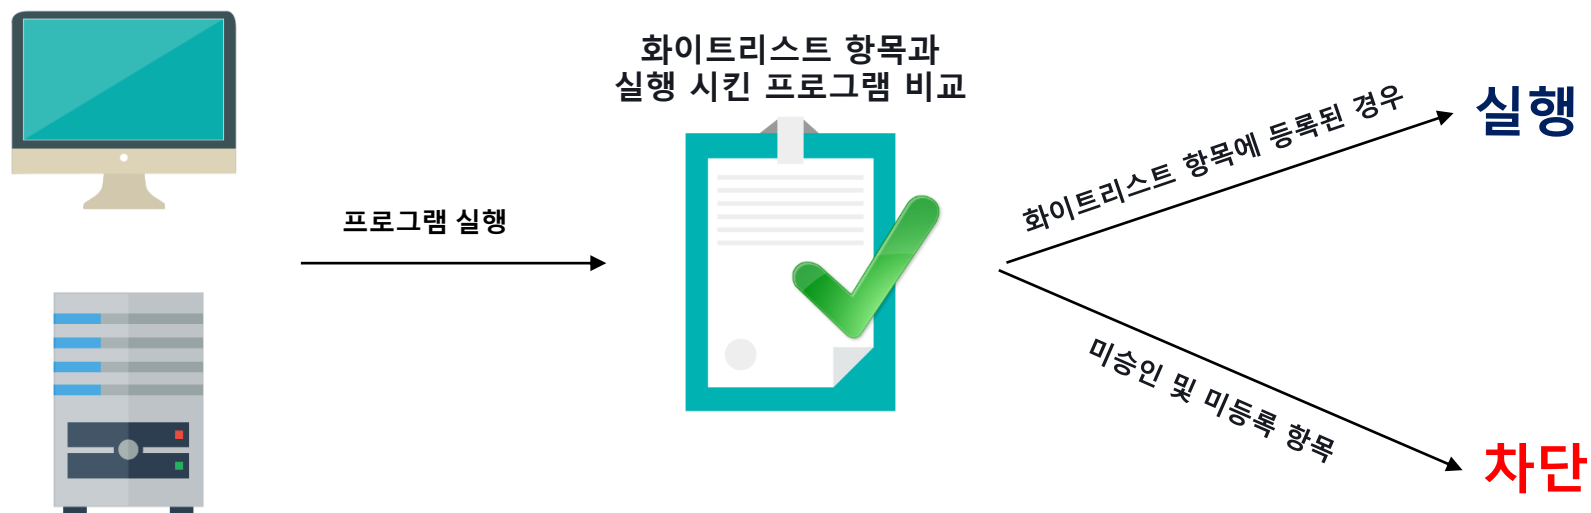 화이트리스트 항목과
실행 시킨 프로그램 비교
프로그램 실행
화이트리스트 항목에 등록된 경우
실행
미승인 및 미등록 항목
차단